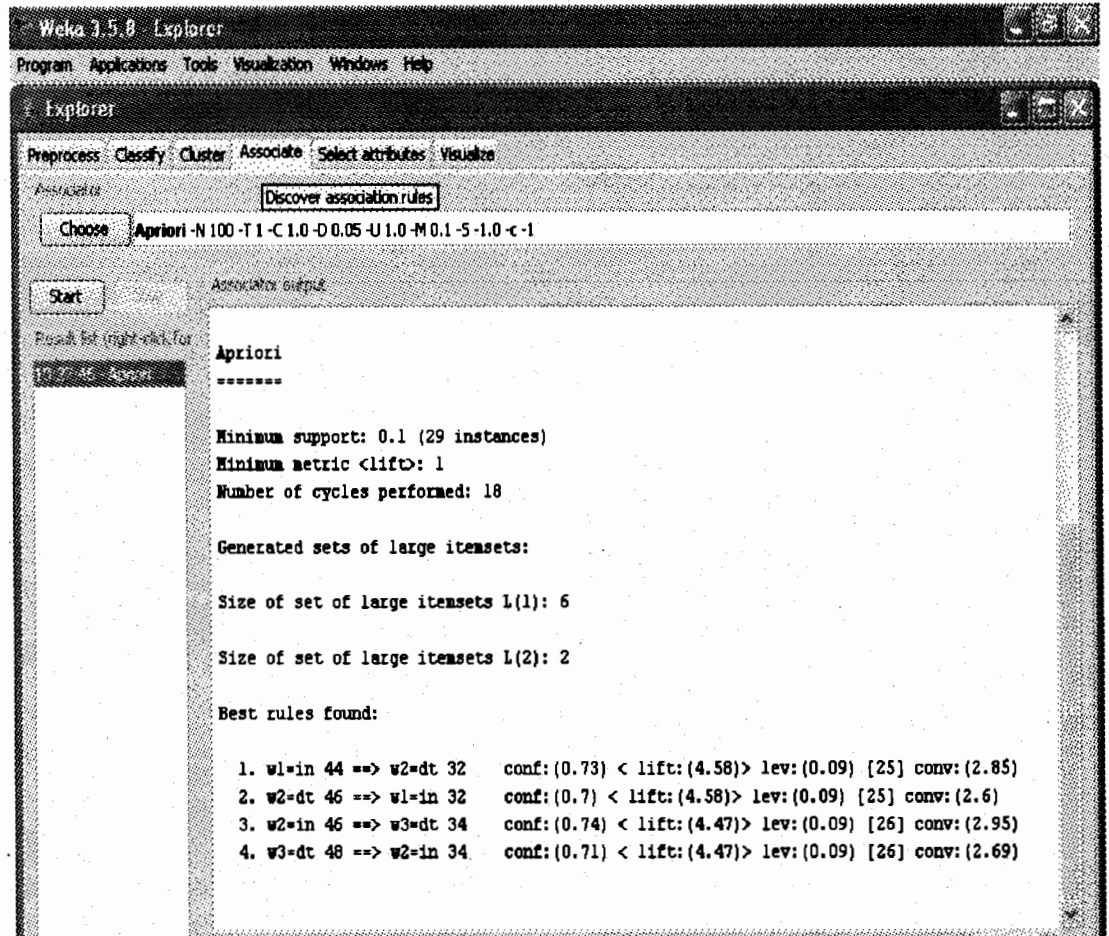 Weka 3.5.8 - Explorer
Program Applications Tools Visualization Windows Help
Explorer
Preprocess Classify Cluster Associate Select attributes Visualize
Associator
Discover association rules
Choose Apriori -N 100 -T 1 -C 1.0 -D 0.05 -U 1.0 -M 0.1 -S -1.0 -c -1
Start
Associator output
Result list (right-click for
Apriori
=======
Minimum support: 0.1 (29 instances)
Minimum metric <lift>: 1
Number of cycles performed: 18
Generated sets of large itemsets:
Size of set of large itemsets L(1): 6
Size of set of large itemsets L(2): 2
Best rules found:
1. w1=in 44 ==> w2=dt 32 conf:(0.73) < lift:(4.58)> lev:(0.09) [25] conv:(2.85)
2. w2=dt 46 ==> w1=in 32 conf:(0.7) < lift:(4.58)> lev:(0.09) [25] conv:(2.6)
3. w2=in 46 ==> w3=dt 34 conf:(0.74) < lift:(4.47)> lev:(0.09) [26] conv:(2.95)
4. w3=dt 48 ==> w2=in 34 conf:(0.71) < lift:(4.47)> lev:(0.09) [26] conv:(2.69)